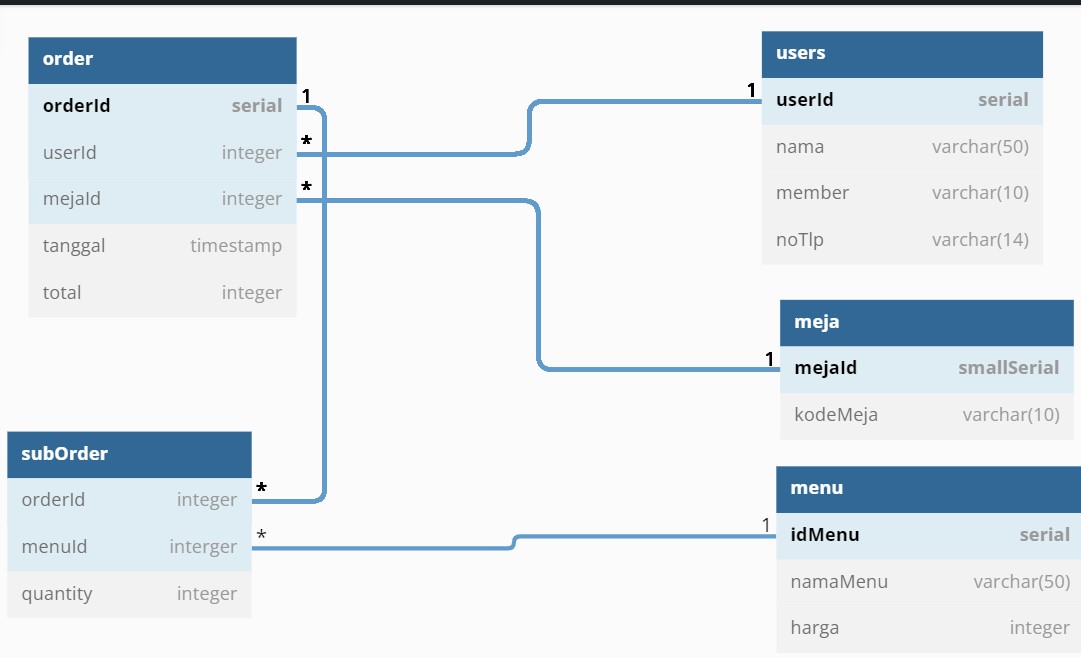 order
orderId serial
userId integer
mejaId integer
tanggal timestamp
total integer
1
*
*
users
userId serial
nama varchar(50)
member varchar(10)
noTlp varchar(14)
1
meja
mejaId smallSerial
kodeMeja varchar(10)
1
subOrder
orderId integer
menuId interger
quantity integer
*
*
menu
idMenu serial
namaMenu varchar(50)
harga integer
1